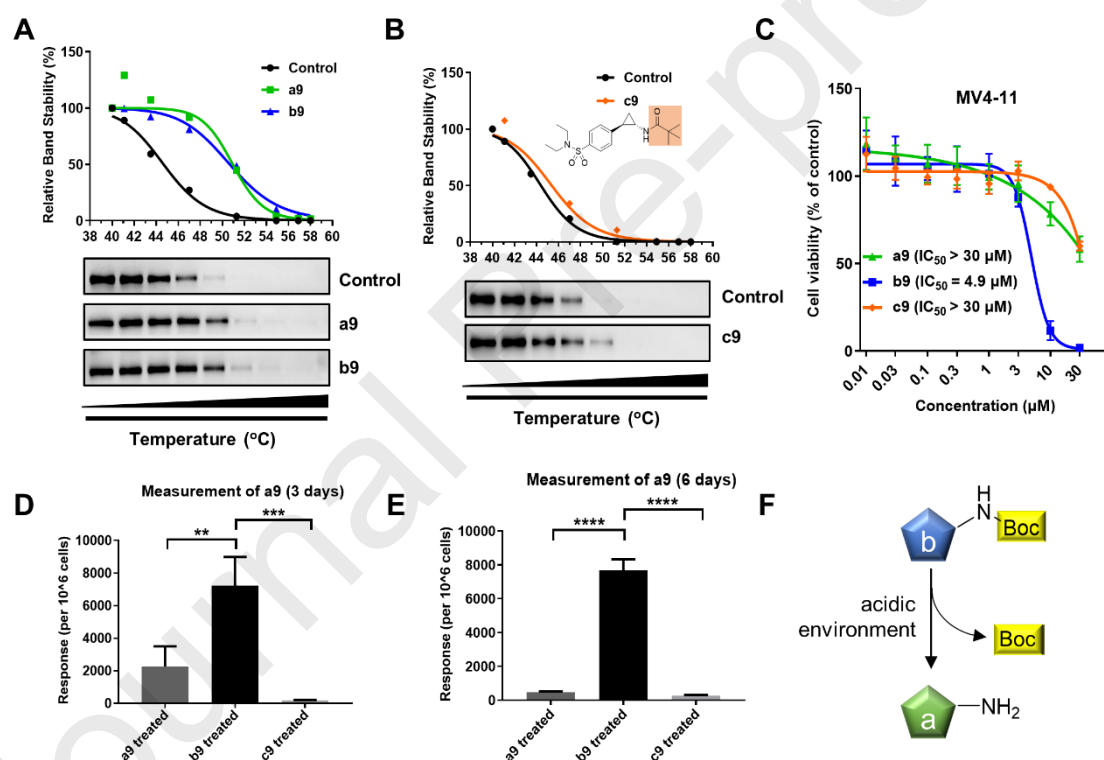 A
Relative Band Stability (%)
150
100
50
0
38 40 42 44 46 48 50 52 54 56 58 60
Control
a9
b9
Control
a9
b9
Temperature (°C)
B
Relative Band Stability (%)
150
100
50
0
38 40 42 44 46 48 50 52 54 56 58 60
Control
c9
N
S
O O
N
H
O
Control
c9
Temperature (°C)
C
MV4-11
Cell viability (% of control)
150
100
50
0
a9 (IC50 > 30 μM)
b9 (IC50 = 4.9 μM)
c9 (IC50 > 30 μM)
0.01 0.03 0.1 0.3 1 3 10 30
Concentration (μM)
D
Measurement of a9 (3 days)
Response (per 10^6 cells)
10000
8000
6000
4000
2000
0
** ***
a9 treated b9 treated c9 treated
E
Measurement of a9 (6 days)
Response (per 10^6 cells)
10000
8000
6000
4000
2000
0
**** ****
a9 treated b9 treated c9 treated
F
b
H
N
Boc
acidic
environment
Boc
a
NH2
Journal Pre-pro